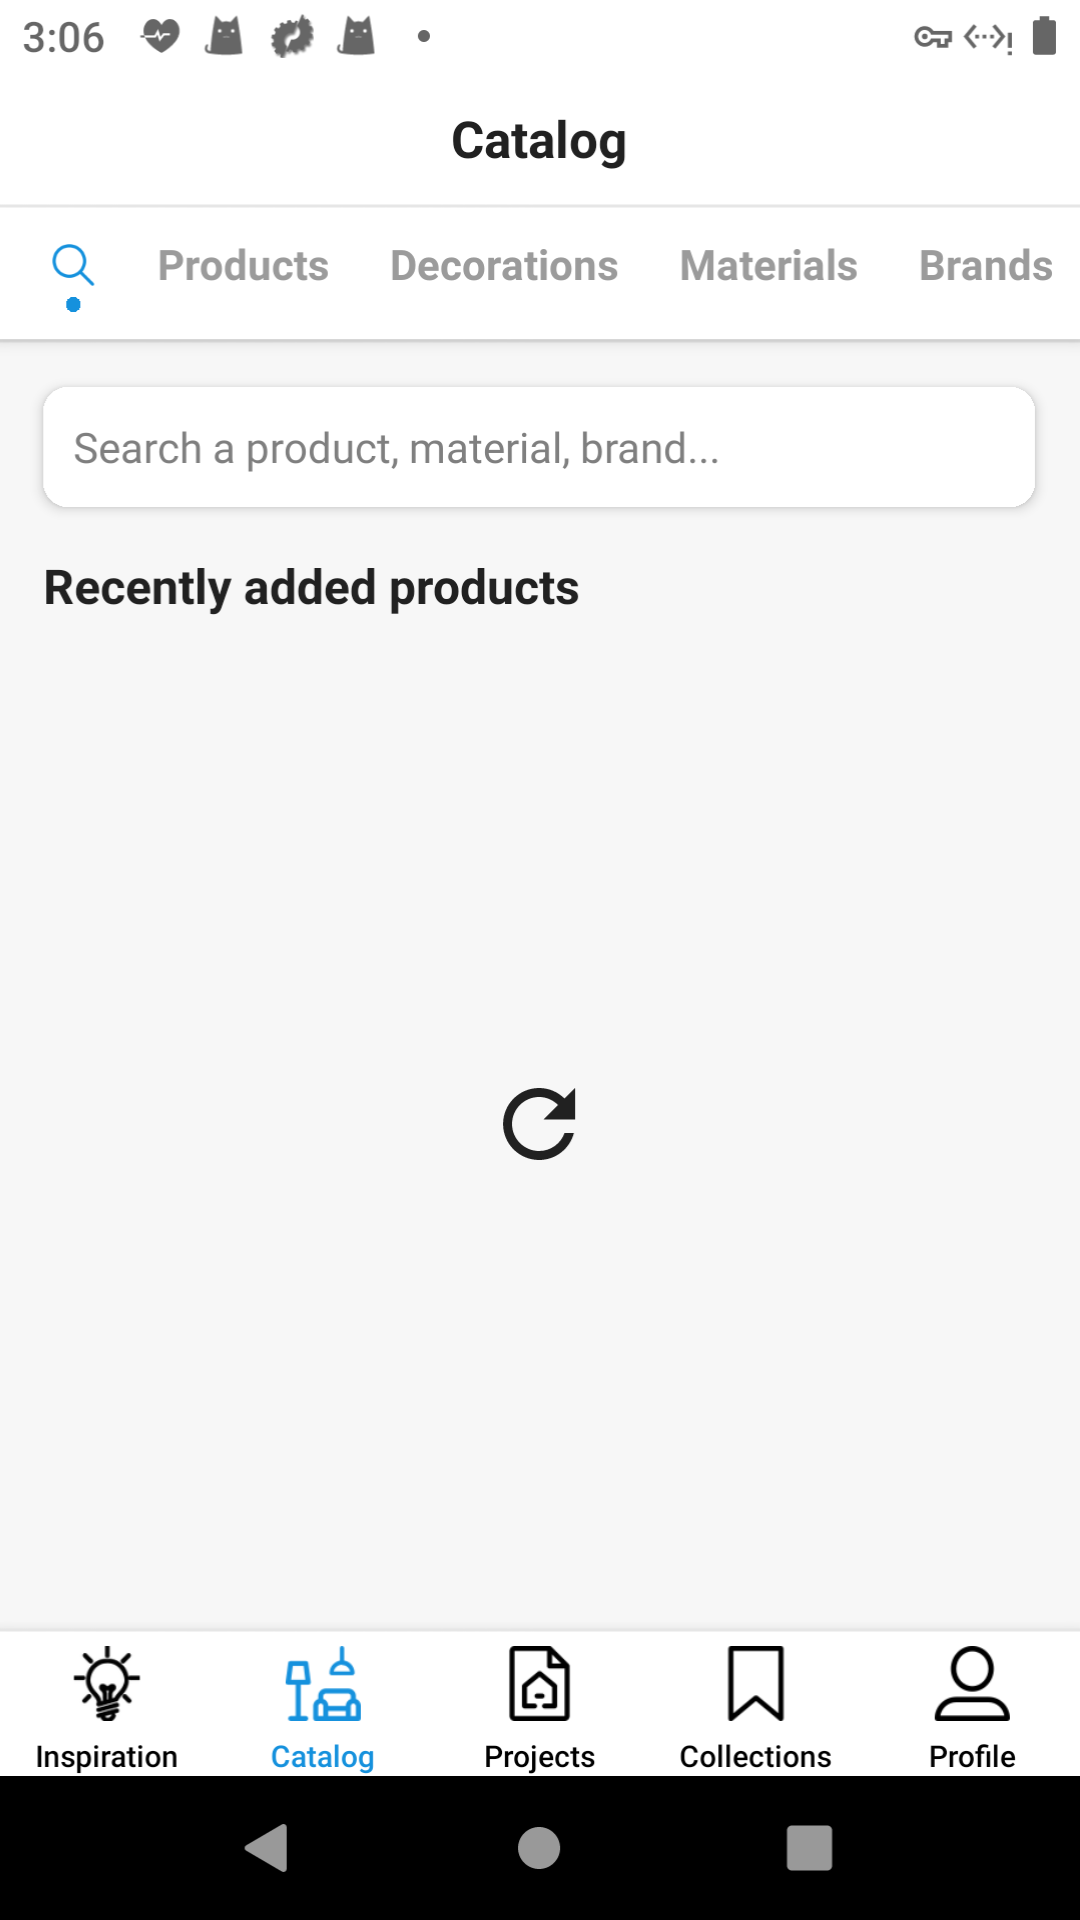 3:06
Catalog
Products Decorations Materials Brands
Search a product, material, brand...
Recently added products
Inspiration Catalog Projects Collections Profile